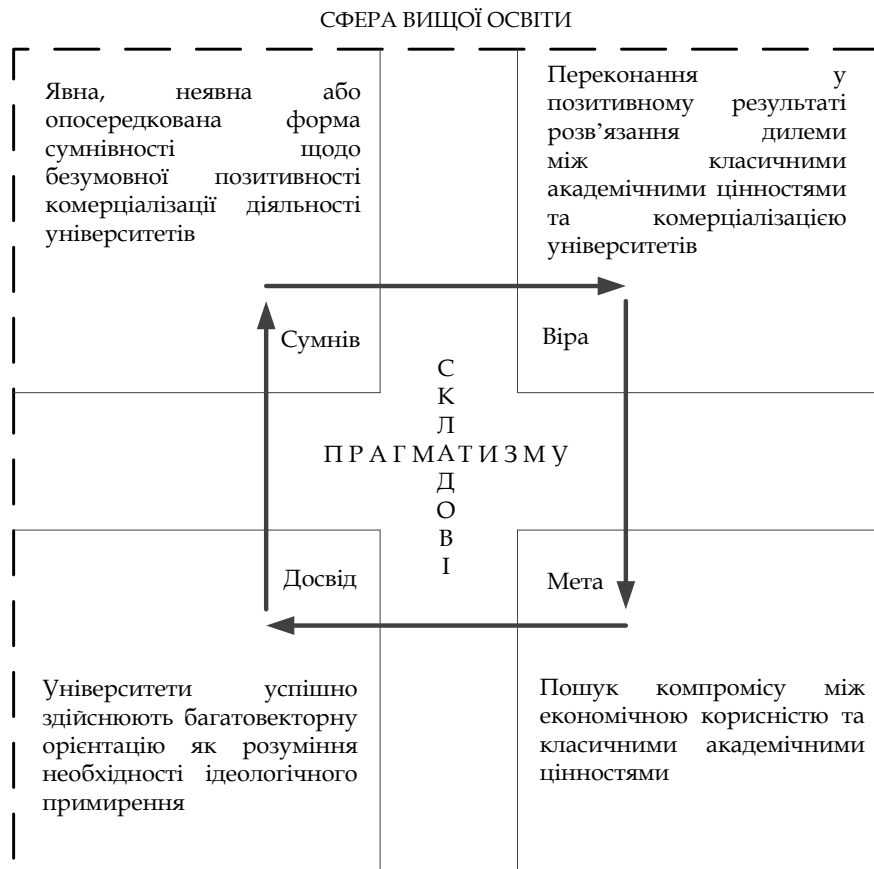 СФЕРА ВИЩОЇ ОСВІТИ
Явна, неявна або
опосередкована форма
сумнівності щодо
безумовної позитивності
комерціалізації діяльності
університетів
Переконання у
позитивному результаті
розв’язання дилеми
між класичними
академічними цінностями
та комерціалізацією
університетів
Сумнів
Віра
СКЛАДОВІ
ПРАГМАТИЗМУ
Досвід
Мета
Університети успішно
здійснюють багатовекторну
орієнтацію як розуміння
необхідності ідеологічного
примирення
Пошук компромісу між
економічною корисністю та
класичними академічними
цінностями